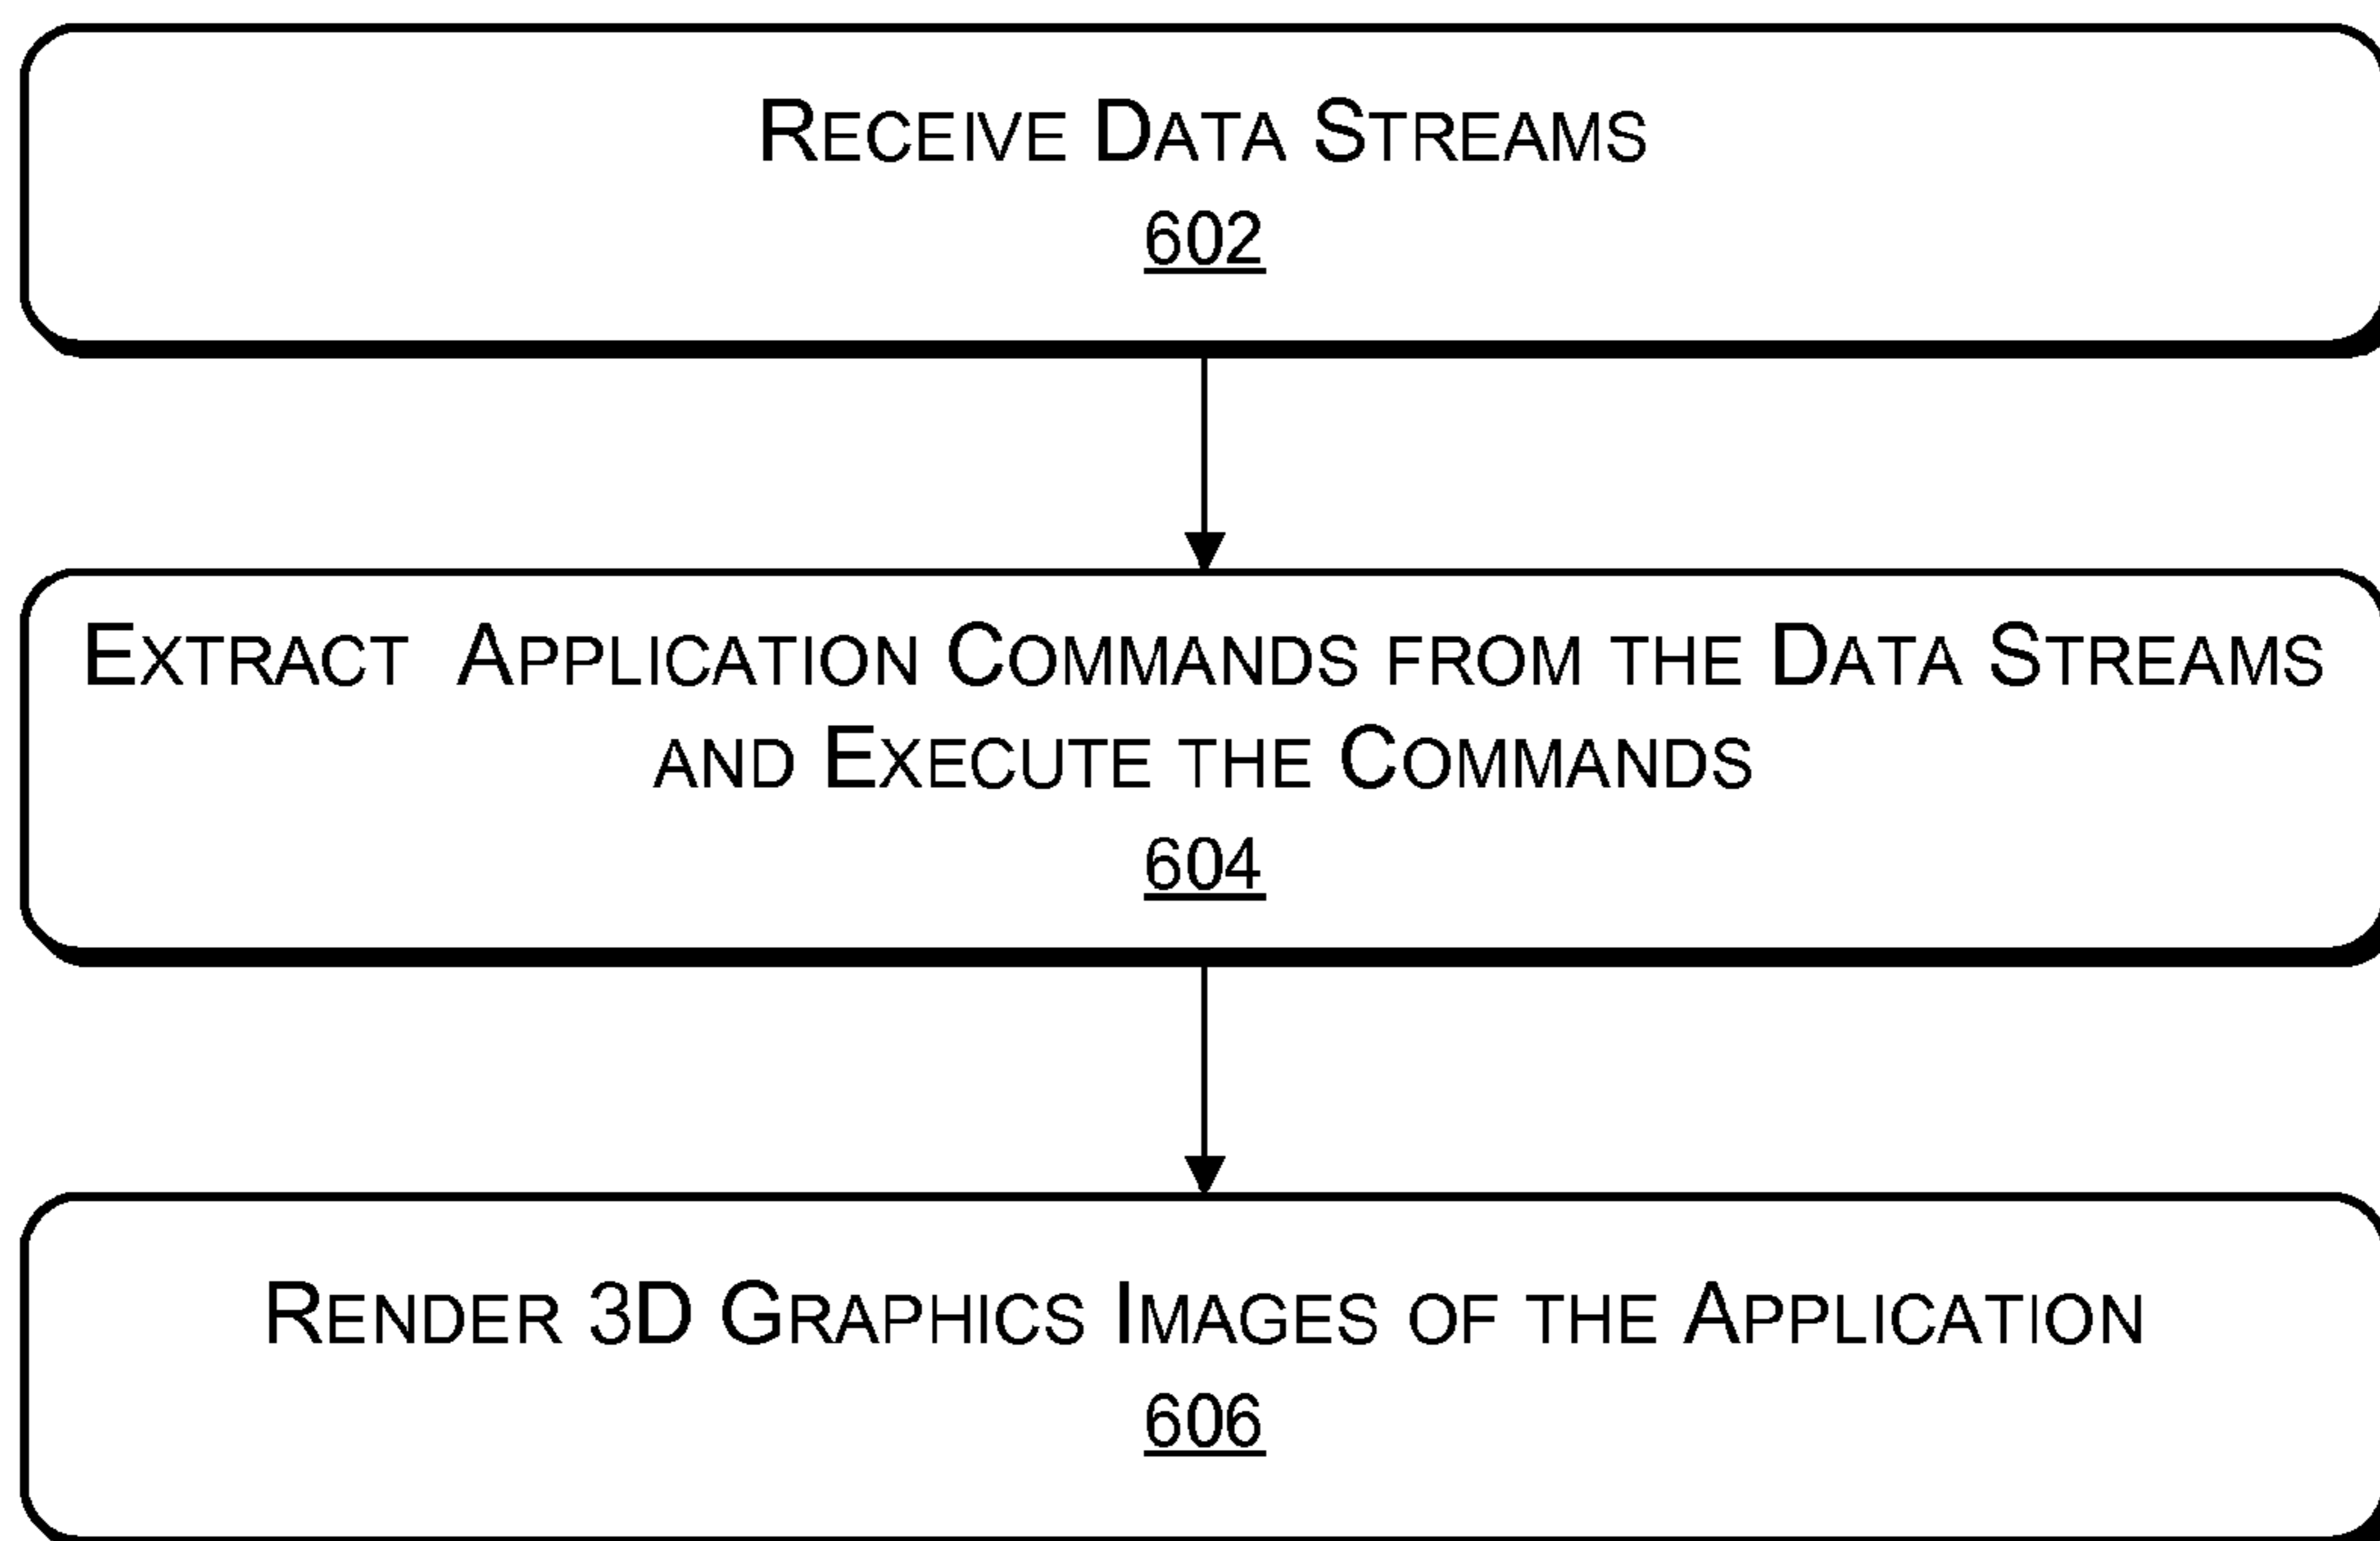 RECEIVE DATA STREAMS
602
EXTRACT APPLICATION COMMANDS FROM THE DATA STREAMS
AND EXECUTE THE COMMANDS
604
RENDER 3D GRAPHICS IMAGES OF THE APPLICATION
606